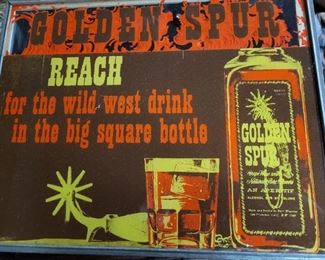 GOLDEN SPUR
REACH
for the wild west drink
in the big square bottle
GOLDEN
SPUR
AN APERITIF